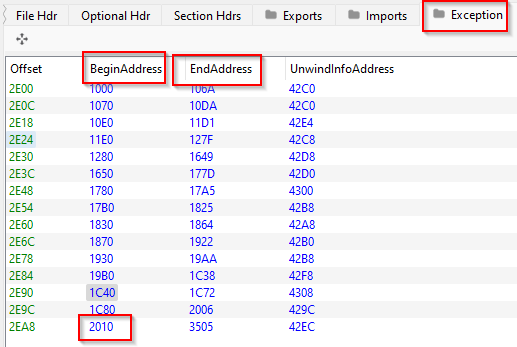 File Hdr Optional Hdr Section Hdrs Exports Imports Exception
Offset BeginAddress EndAddress UnwindInfoAddress
2E00 1000 106A 42C0
2E0C 1070 10DA 42C0
2E18 10E0 11D1 42E4
2E24 11E0 127F 42C8
2E30 1280 1649 42D8
2E3C 1650 177D 42D0
2E48 1780 17A5 4300
2E54 17B0 1825 42B8
2E60 1830 1864 42A8
2E6C 1870 1922 42B0
2E78 1930 19AA 42B8
2E84 19B0 1C38 42F8
2E90 1C40 1C72 4308
2E9C 1C80 2006 429C
2EA8 2010 3505 42EC